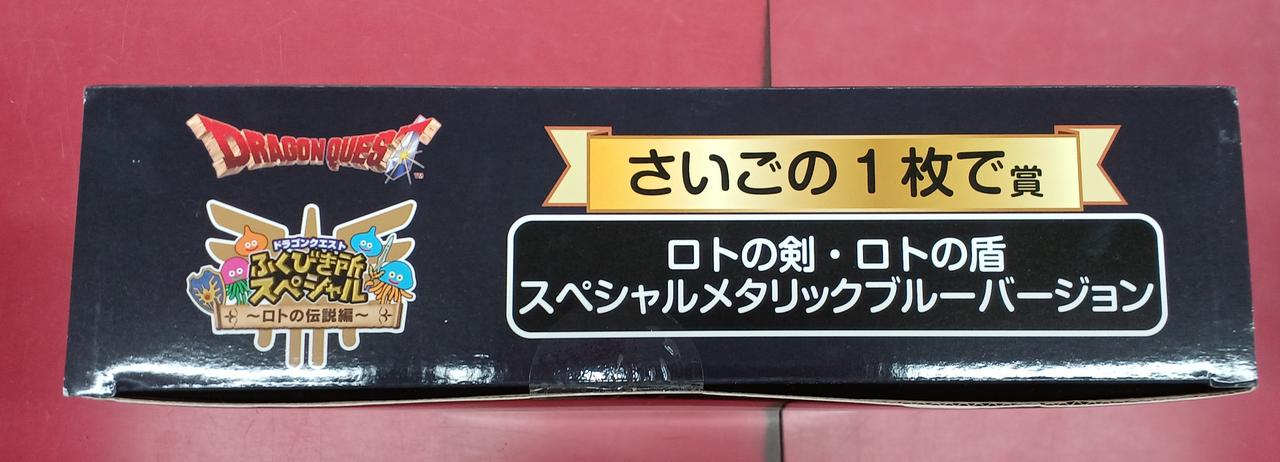 DRAGON QUEST
TM
ドラゴンクエスト
ふくびき所
スペシャル
～ロトの伝説編～
さいごの1枚で賞
ロトの剣・ロトの盾
スペシャルメタリックブルーバージョン